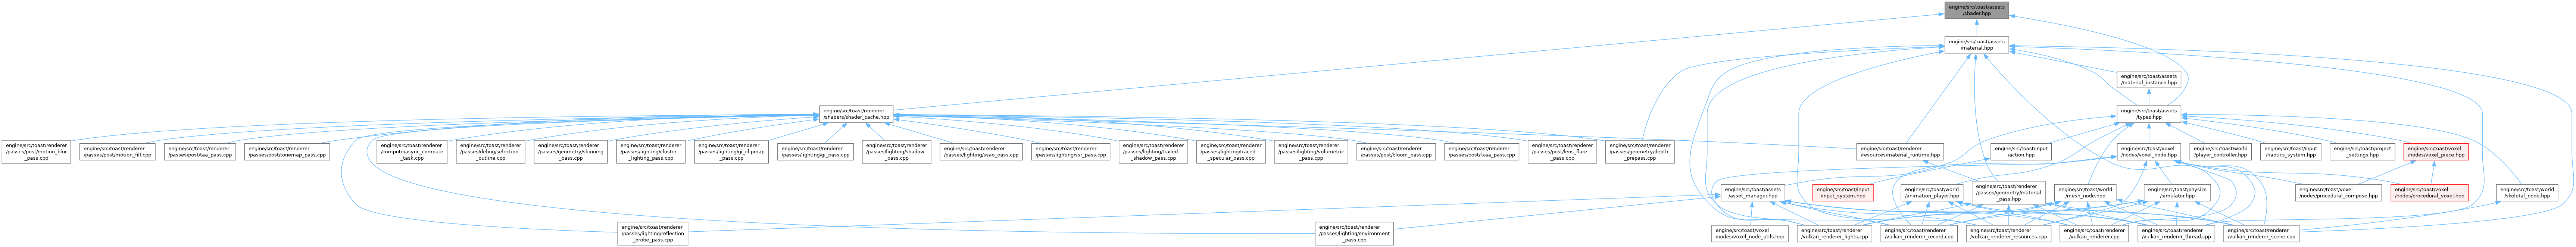 engine/src/toast/assets
/shader.hpp
engine/src/toast/assets
/material.hpp
engine/src/toast/assets
/material_instance.hpp
engine/src/toast/renderer
/shaders/shader_cache.hpp
engine/src/toast/assets
/types.hpp
engine/src/toast/renderer
/passes/post/motion_blur
_pass.cpp
engine/src/toast/renderer
/passes/post/motion_fill.cpp
engine/src/toast/renderer
/passes/post/taa_pass.cpp
engine/src/toast/renderer
/passes/post/tonemap_pass.cpp
engine/src/toast/renderer
/compute/async_compute
_task.cpp
engine/src/toast/renderer
/passes/debug/selection
_outline.cpp
engine/src/toast/renderer
/passes/geometry/skinning
_pass.cpp
engine/src/toast/renderer
/passes/lighting/cluster
_lighting_pass.cpp
engine/src/toast/renderer
/passes/lighting/gi_clipmap
_pass.cpp
engine/src/toast/renderer
/passes/lighting/gi_pass.cpp
engine/src/toast/renderer
/passes/lighting/shadow
_pass.cpp
engine/src/toast/renderer
/passes/lighting/ssao_pass.cpp
engine/src/toast/renderer
/passes/lighting/ssr_pass.cpp
engine/src/toast/renderer
/passes/lighting/traced
_shadow_pass.cpp
engine/src/toast/renderer
/passes/lighting/traced
_specular_pass.cpp
engine/src/toast/renderer
/passes/lighting/volumetric
_pass.cpp
engine/src/toast/renderer
/passes/post/bloom_pass.cpp
engine/src/toast/renderer
/passes/post/fxaa_pass.cpp
engine/src/toast/renderer
/passes/post/lens_flare
_pass.cpp
engine/src/toast/renderer
/passes/geometry/depth
_prepass.cpp
engine/src/toast/renderer
/resources/material_runtime.hpp
engine/src/toast/input
/action.hpp
engine/src/toast/voxel
/nodes/voxel_node.hpp
engine/src/toast/world
/player_controller.hpp
engine/src/toast/input
/haptics_system.hpp
engine/src/toast/project
_settings.hpp
engine/src/toast/voxel
/nodes/voxel_piece.hpp
engine/src/toast/assets
/asset_manager.hpp
engine/src/toast/input
/input_system.hpp
engine/src/toast/world
/animation_player.hpp
engine/src/toast/renderer
/passes/geometry/material
_pass.hpp
engine/src/toast/world
/mesh_node.hpp
engine/src/toast/physics
/simulator.hpp
engine/src/toast/voxel
/nodes/procedural_compose.hpp
engine/src/toast/voxel
/nodes/procedural_voxel.hpp
engine/src/toast/world
/skeletal_node.hpp
engine/src/toast/renderer
/passes/lighting/reflection
_probe_pass.cpp
engine/src/toast/renderer
/passes/lighting/environment
_pass.cpp
engine/src/toast/voxel
/nodes/voxel_node_utils.hpp
engine/src/toast/renderer
/vulkan_renderer_lights.cpp
engine/src/toast/renderer
/vulkan_renderer_record.cpp
engine/src/toast/renderer
/vulkan_renderer_resources.cpp
engine/src/toast/renderer
/vulkan_renderer.cpp
engine/src/toast/renderer
/vulkan_renderer_thread.cpp
engine/src/toast/renderer
/vulkan_renderer_scene.cpp